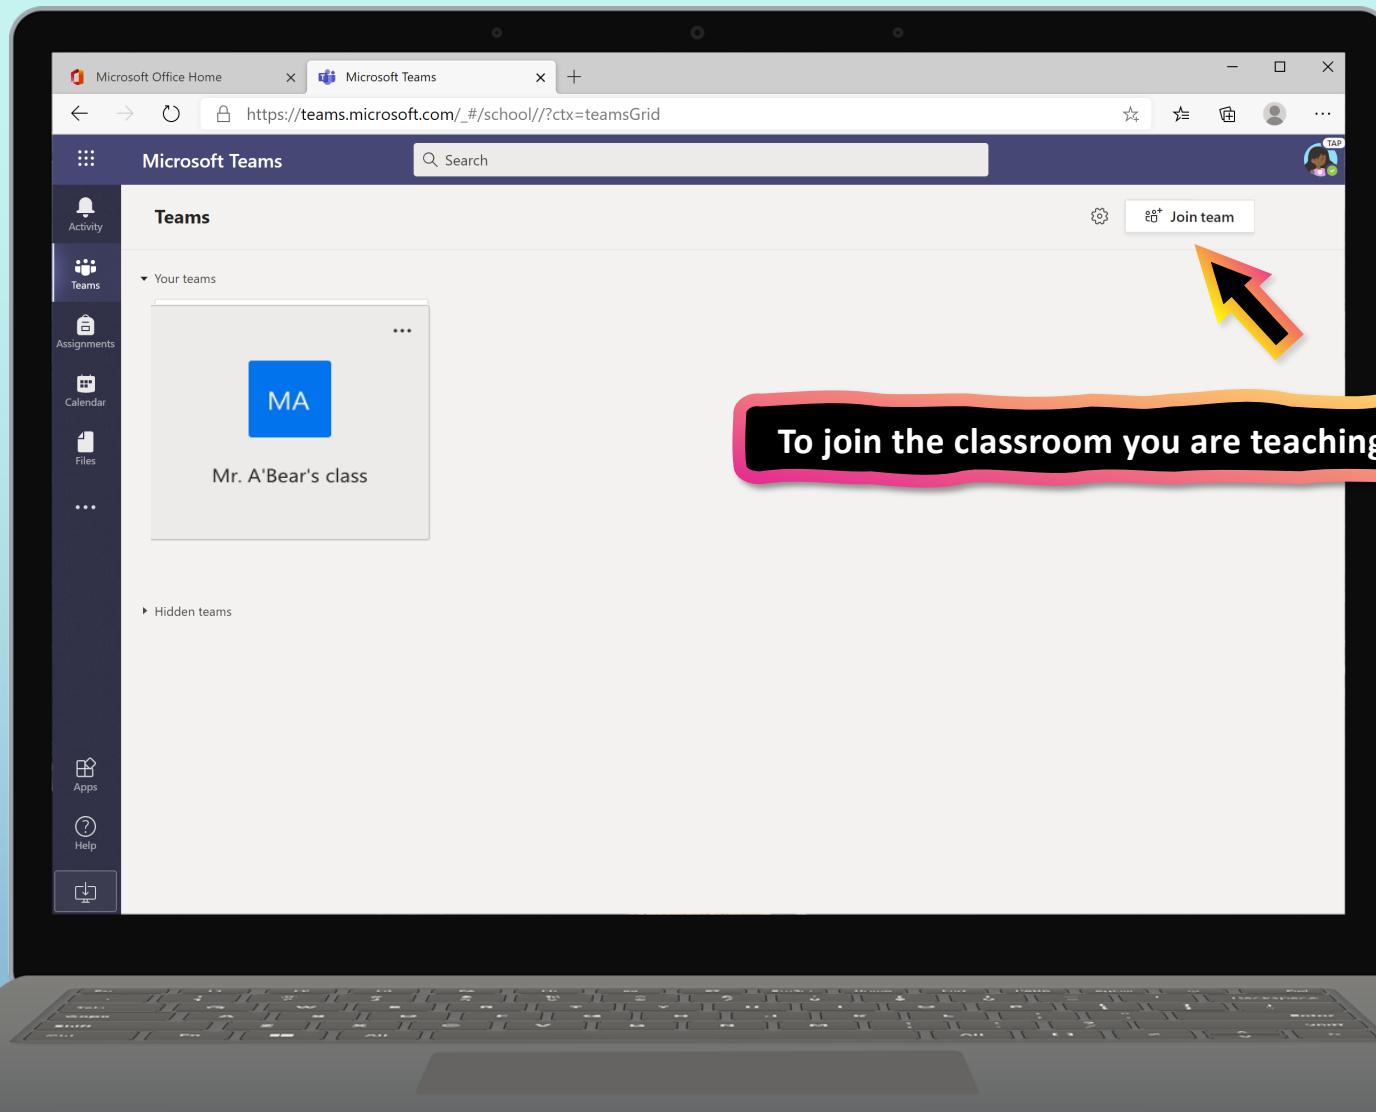 Microsoft Office Home
Microsoft Teams
https://teams.microsoft.com/_#/school//?ctx=teamsGrid
Microsoft Teams
Search
TAP
Activity
Teams
Join team
Teams
Your teams
Assignments
MA
Calendar
To join the classroom you are teaching
Files
Mr. A'Bear's class
Hidden teams
Apps
Help